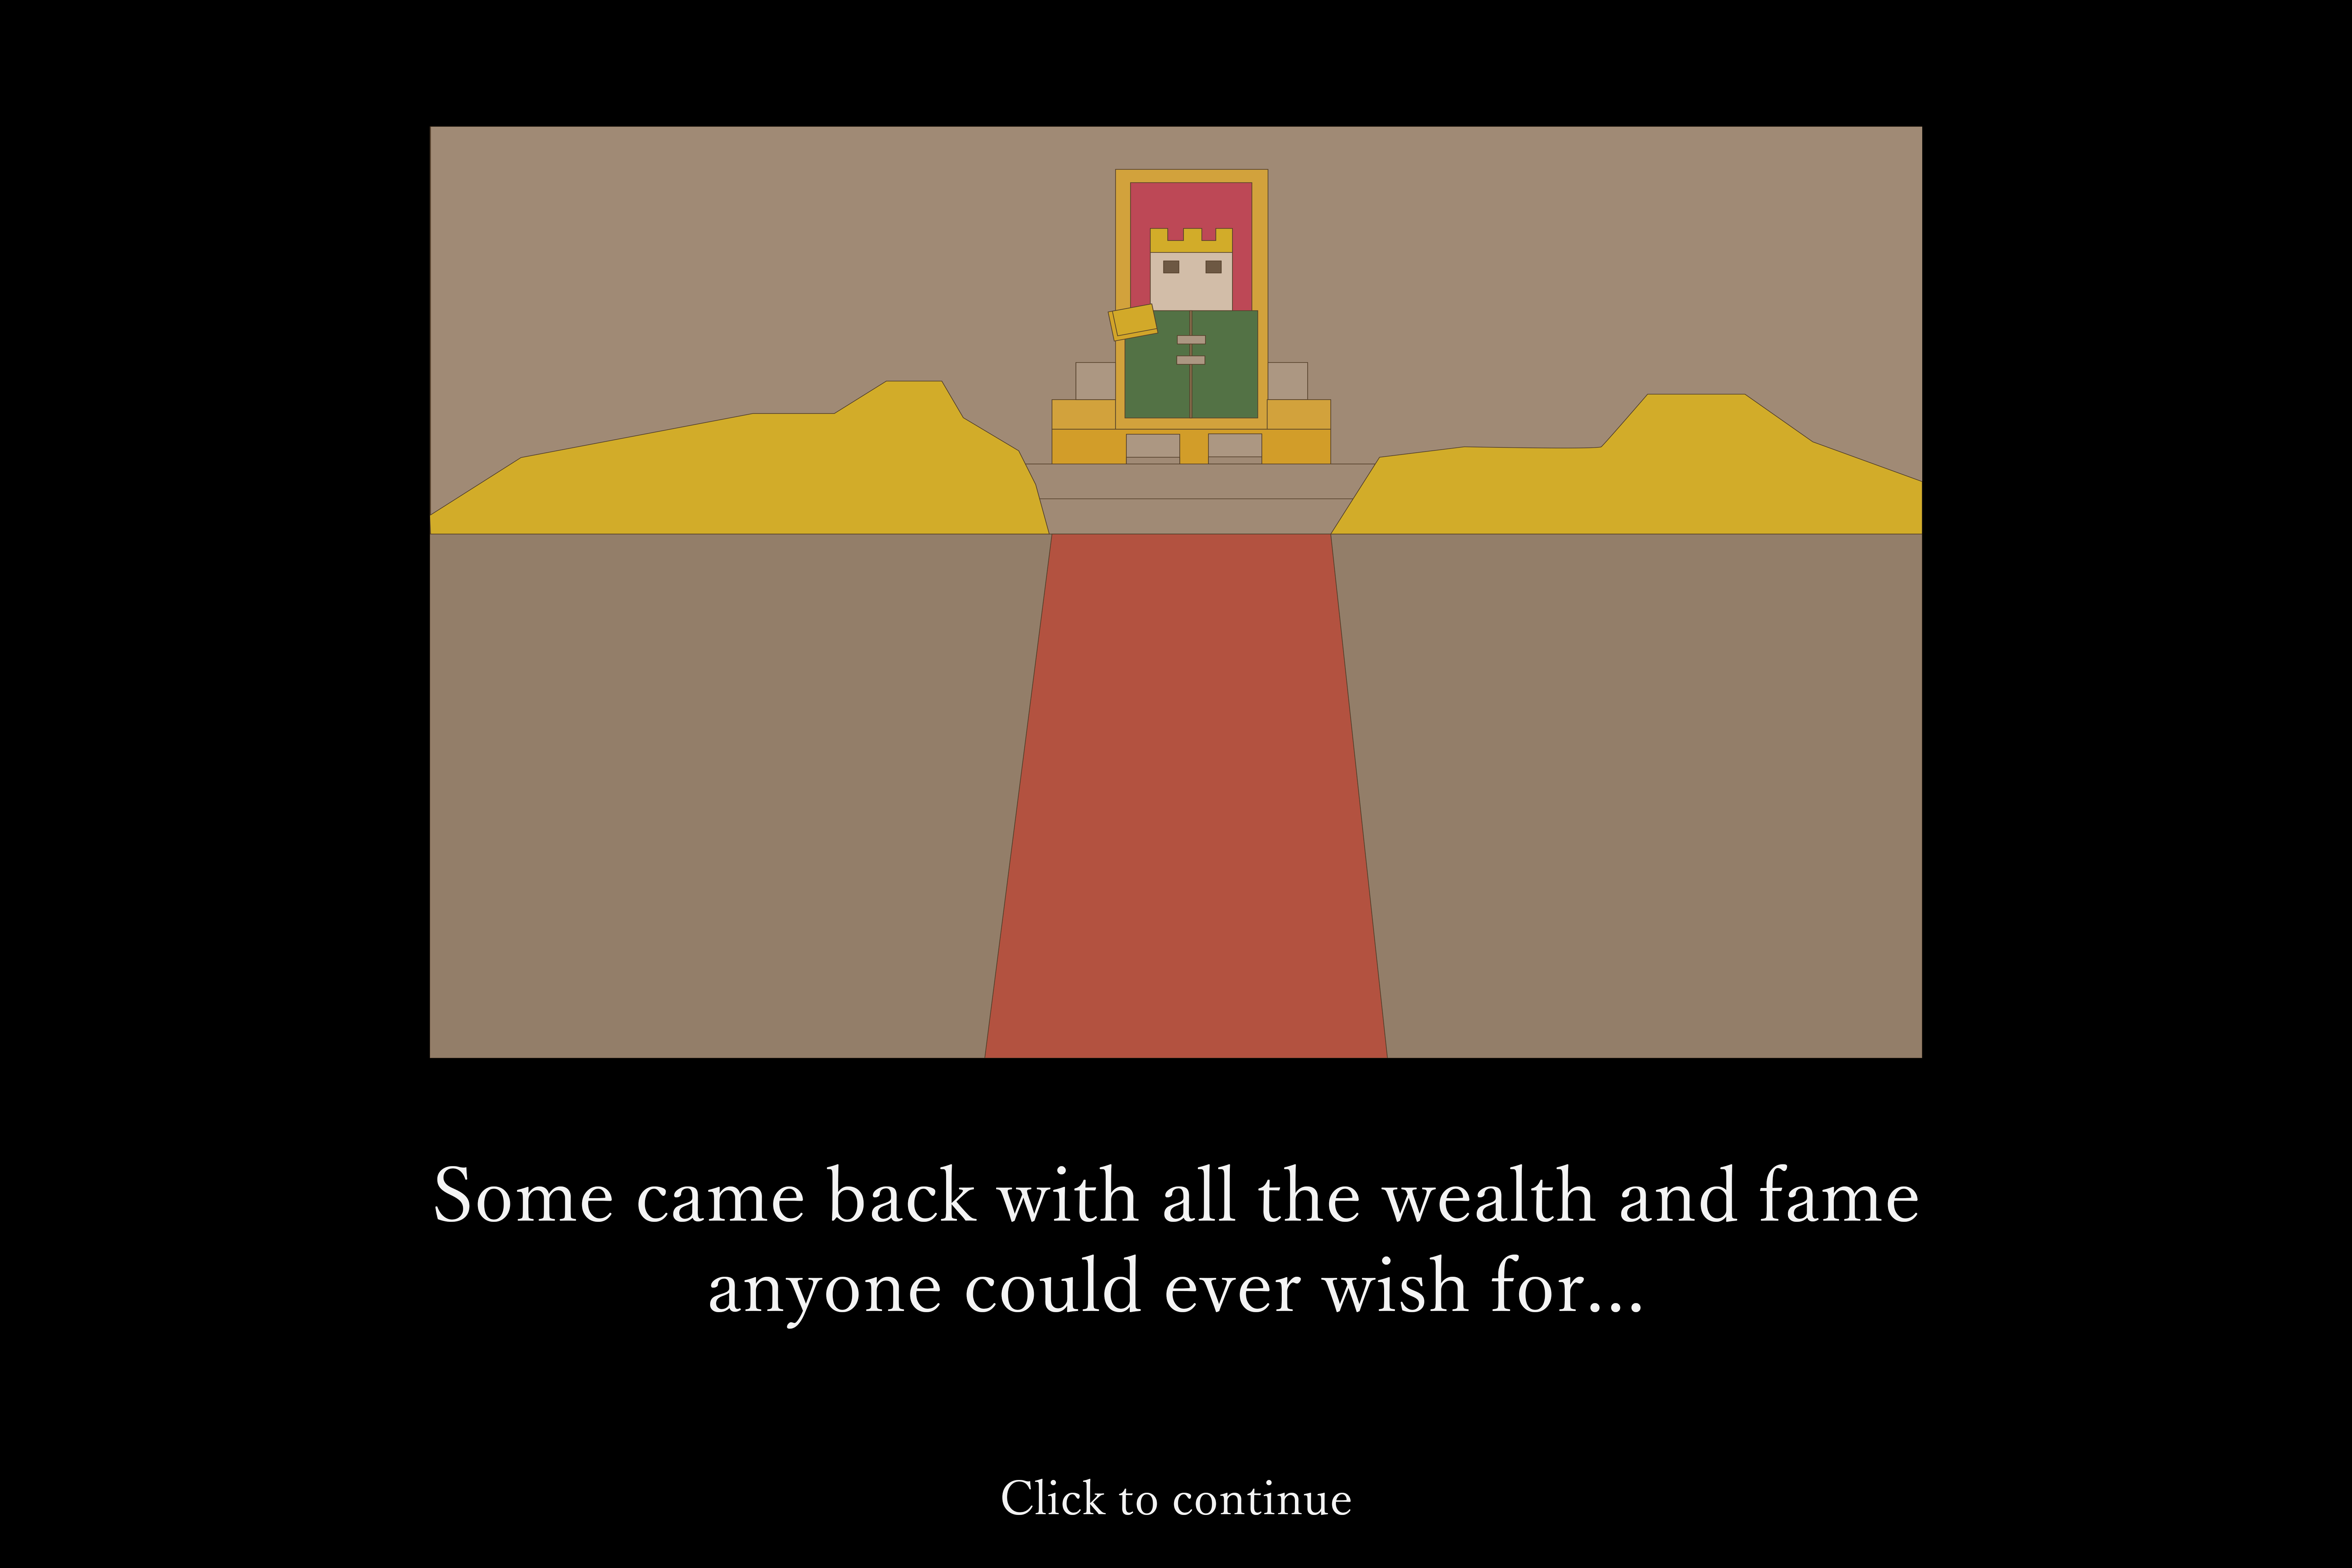 Some came back with all the wealth and fame
anyone could ever wish for...
Click to continue